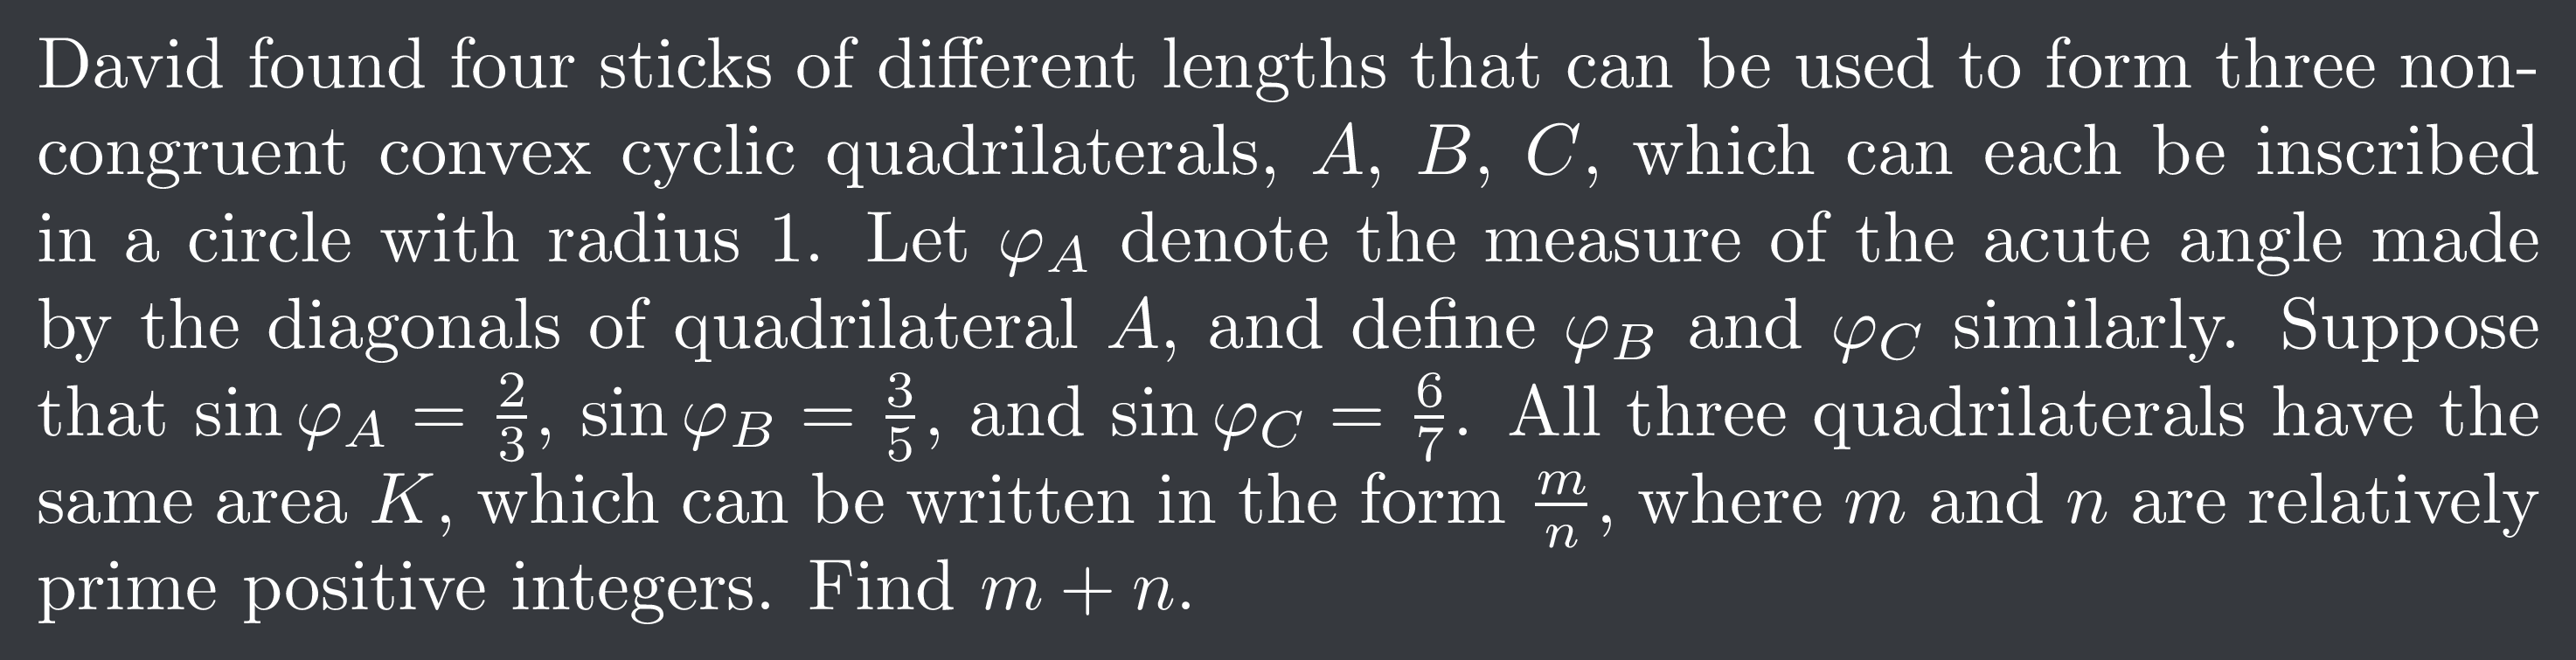 David found four sticks of different lengths that can be used to form three non-
congruent convex cyclic quadrilaterals, A, B, C, which can each be inscribed
in a circle with radius 1. Let φ_A denote the measure of the acute angle made
by the diagonals of quadrilateral A, and define φ_B and φ_C similarly. Suppose
that sin φ_A = 2/3, sin φ_B = 3/5, and sin φ_C = 6/7. All three quadrilaterals have the
same area K, which can be written in the form m/n, where m and n are relatively
prime positive integers. Find m + n.